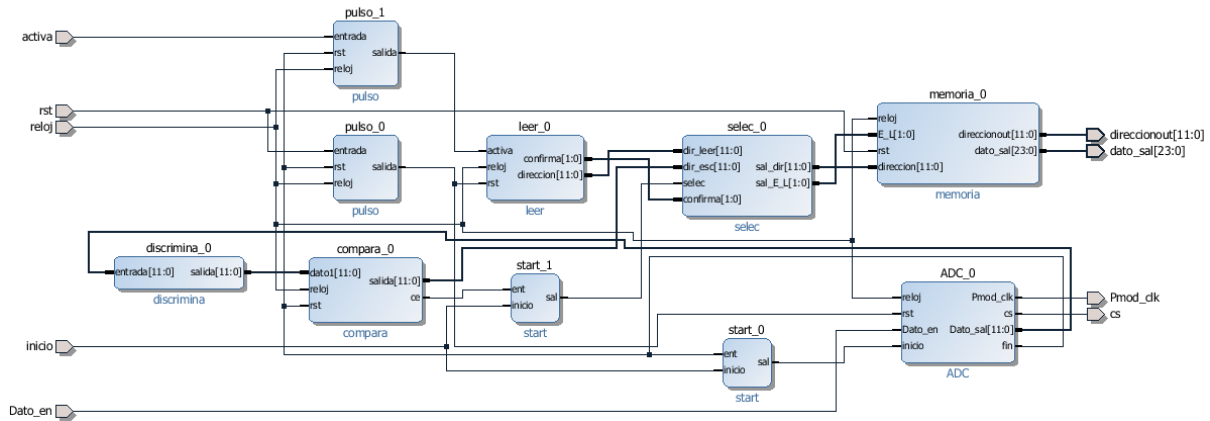 pulso_1
activa
entrada
rst
salida
reloj
pulso
rst
reloj
pulso_0
entrada
rst
salida
reloj
pulso
leer_0
activa
confirma[1:0]
reloj
direccion[11:0]
rst
leer
selec_0
dir_leer[11:0]
dir_esc[11:0]
sal_dir[11:0]
selec
sal_E_L[1:0]
confirma[1:0]
selec
memoria_0
reloj
E_L[1:0]
direccionout[11:0]
rst
dato_sal[23:0]
direccion[11:0]
memoria
direccionout[11:0]
dato_sal[23:0]
discrimina_0
entrada[11:0]
salida[11:0]
discrimina
compara_0
dato1[11:0]
salida[11:0]
reloj
ce
rst
compara
start_1
ent
sal
inicio
start
ADC_0
reloj
Pmod_clk
rst
cs
Dato_en
Dato_sal[11:0]
inicio
fin
ADC
Pmod_clk
cs
inicio
start_0
ent
sal
inicio
start
Dato_en